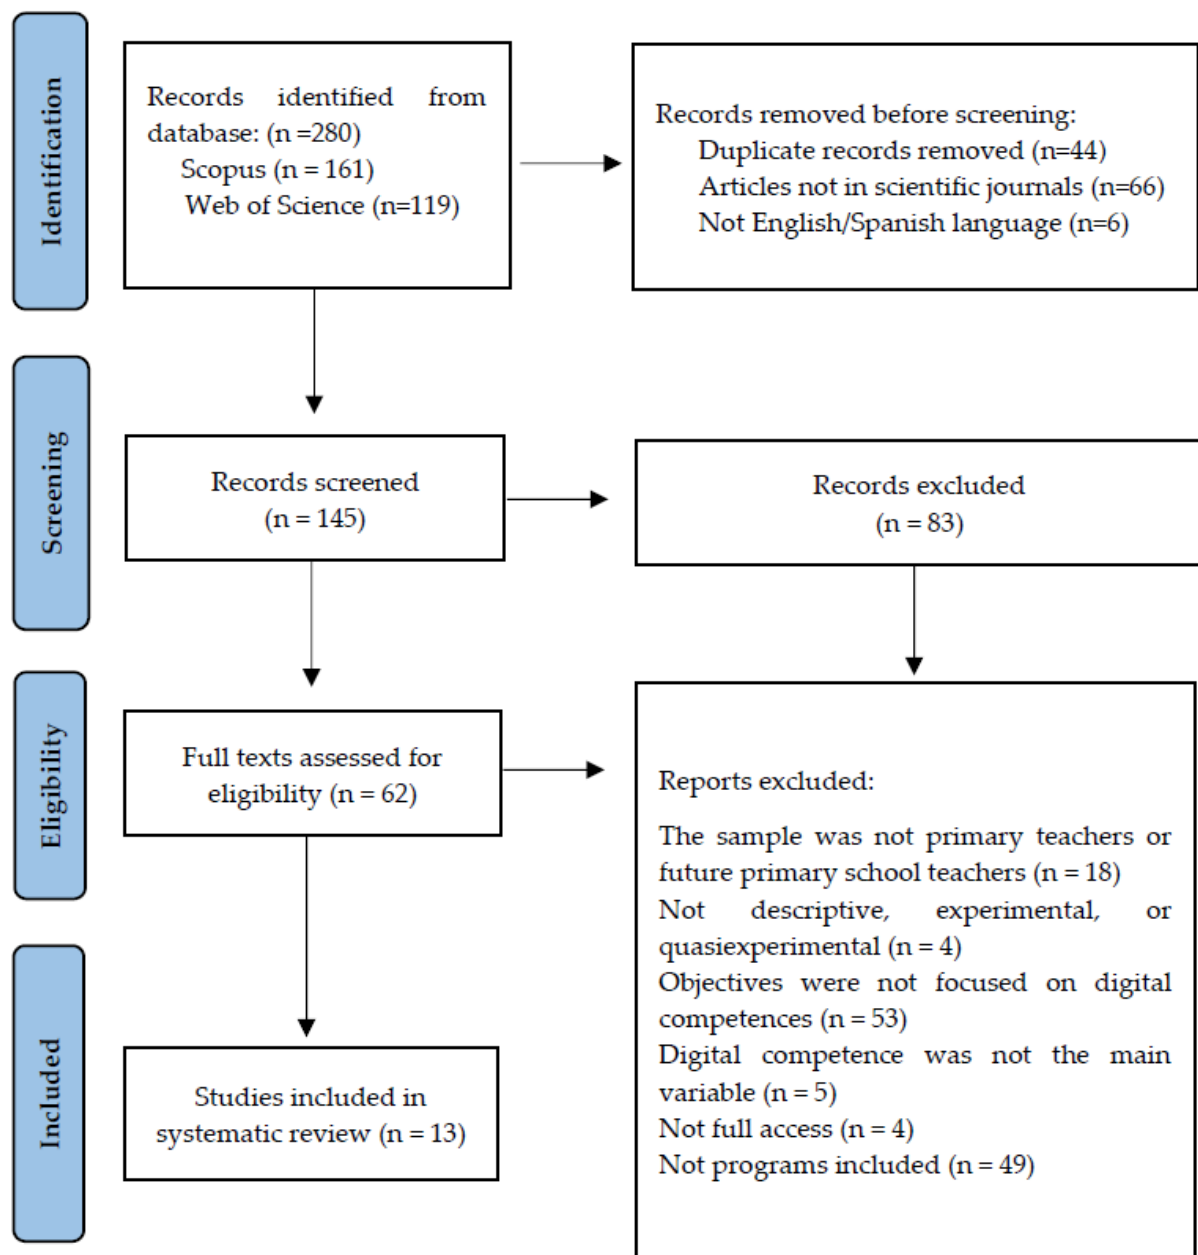 Identification
Records identified from
database: (n =280)
Scopus (n = 161)
Web of Science (n=119)
Records removed before screening:
Duplicate records removed (n=44)
Articles not in scientific journals (n=66)
Not English/Spanish language (n=6)
Screening
Records screened
(n = 145)
Records excluded
(n = 83)
Eligibility
Full texts assessed for
eligibility (n = 62)
Reports excluded:
The sample was not primary teachers or
future primary school teachers (n = 18)
Not descriptive, experimental, or
quasiexperimental (n = 4)
Objectives were not focused on digital
competences (n = 53)
Digital competence was not the main
variable (n = 5)
Not full access (n = 4)
Not programs included (n = 49)
Included
Studies included in
systematic review (n = 13)